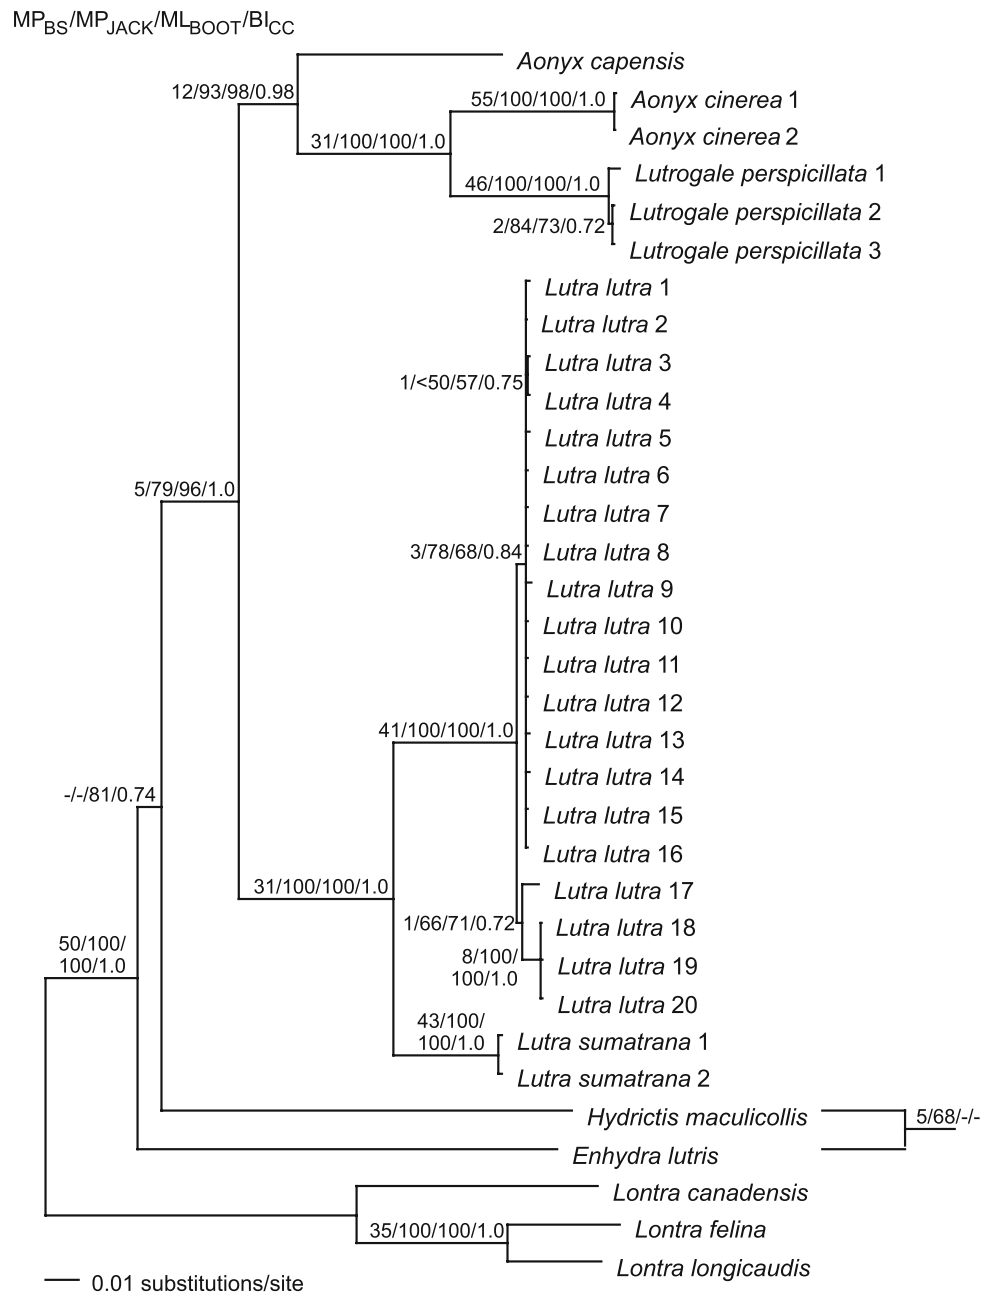 MPBS/MPJACK/MLBOOT/BICC
Aonyx capensis
12/93/98/0.98
55/100/100/1.0
Aonyx cinerea 1
Aonyx cinerea 2
31/100/100/1.0
Lutrogale perspicillata 1
46/100/100/1.0
Lutrogale perspicillata 2
2/84/73/0.72
Lutrogale perspicillata 3
Lutra lutra 1
Lutra lutra 2
Lutra lutra 3
1/<50/57/0.75
Lutra lutra 4
Lutra lutra 5
Lutra lutra 6
5/79/96/1.0
Lutra lutra 7
3/78/68/0.84
Lutra lutra 8
Lutra lutra 9
Lutra lutra 10
Lutra lutra 11
Lutra lutra 12
41/100/100/1.0
Lutra lutra 13
Lutra lutra 14
-/-/81/0.74
Lutra lutra 15
Lutra lutra 16
31/100/100/1.0
Lutra lutra 17
1/66/71/0.72
Lutra lutra 18
50/100/
100/1.0
8/100/
100/1.0
Lutra lutra 19
Lutra lutra 20
43/100/
100/1.0
Lutra sumatrana 1
Lutra sumatrana 2
Hydrictis maculicollis
5/68/-/-
Enhydra lutris
Lontra canadensis
35/100/100/1.0
Lontra felina
Lontra longicaudis
0.01 substitutions/site